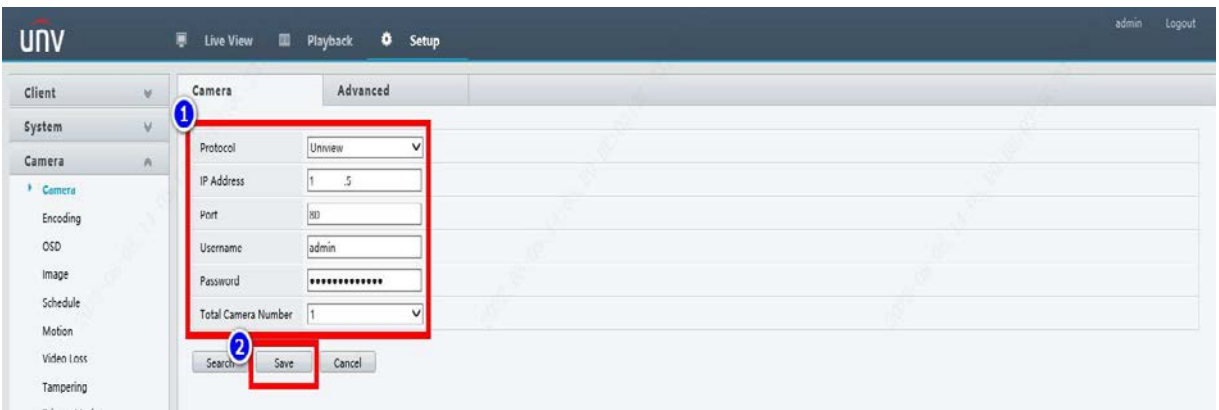 unv
Live View Playback Setup
admin Logout
Client
System
Camera
Camera
Encoding
OSD
Image
Schedule
Motion
Video Loss
Tampering
Camera Advanced
1
Protocol Uniview
IP Address 1 .5
Port 80
Username admin
Password •••••••••••••
Total Camera Number 1
2
Search Save Cancel